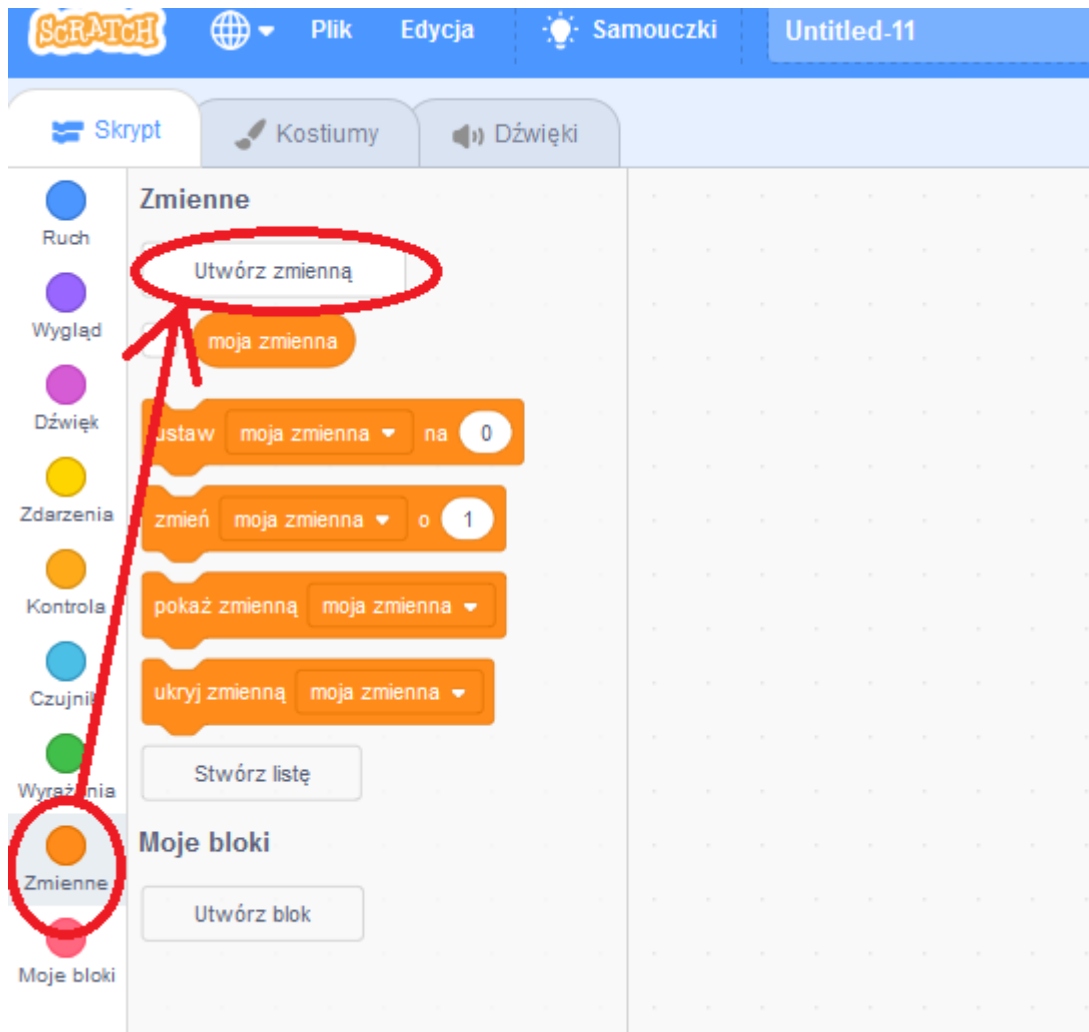 SCRATCH Plik Edycja Samouczki Untitled-11
Skrypt Kostiumy Dźwięki
Ruch
Wygląd
Dźwięk
Zdarzenia
Kontrola
Czujniki
Wyrażenia
Zmienne
Moje bloki
Zmienne
Utwórz zmienną
moja zmienna
ustaw moja zmienna na 0
zmień moja zmienna o 1
pokaż zmienną moja zmienna
ukryj zmienną moja zmienna
Stwórz listę
Moje bloki
Utwórz blok